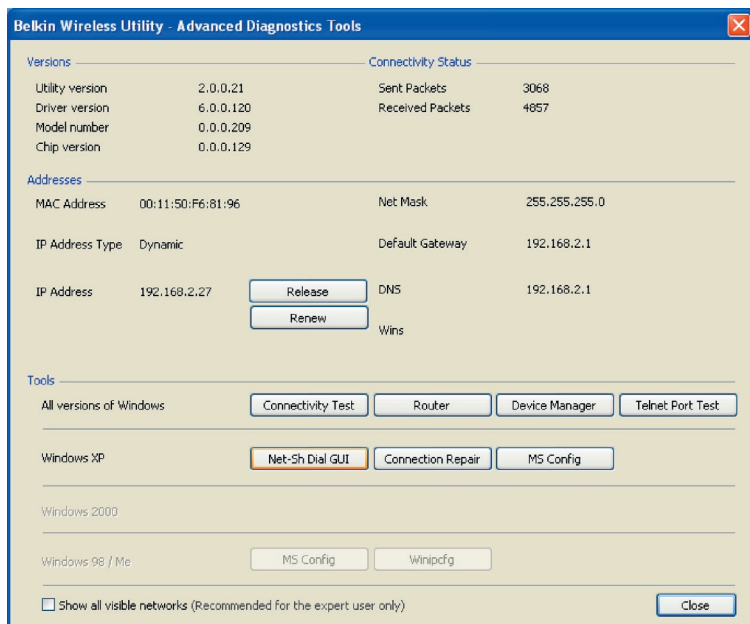 Belkin Wireless Utility - Advanced Diagnostics Tools
Versions
Utility version 2.0.0.21
Driver version 6.0.0.120
Model number 0.0.0.209
Chip version 0.0.0.129
Connectivity Status
Sent Packets 3068
Received Packets 4857
Addresses
MAC Address 00:11:50:F6:81:96
IP Address Type Dynamic
IP Address 192.168.2.27
Release
Renew
Net Mask 255.255.255.0
Default Gateway 192.168.2.1
DNS 192.168.2.1
Wins
Tools
All versions of Windows Connectivity Test Router Device Manager Telnet Port Test
Windows XP Net-Sh Dial GUI Connection Repair MS Config
Windows 2000
Windows 98 / Me MS Config Winipcfg
Show all visible networks (Recommended for the expert user only) Close